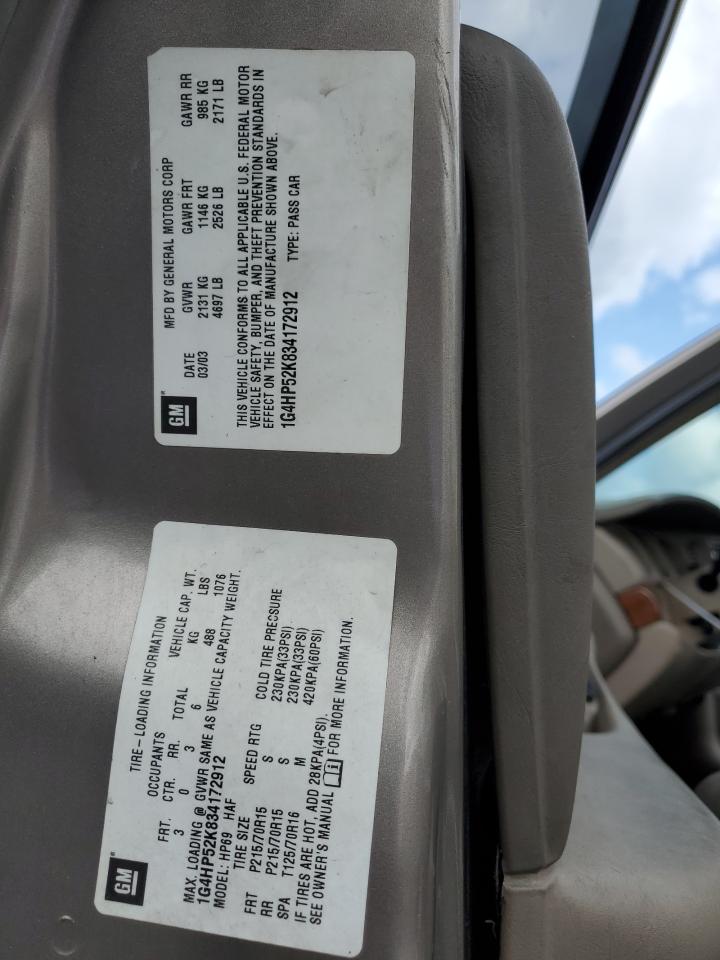 GM
MFD BY GENERAL MOTORS CORP
DATE GVWR GAWR FRT GAWR RR
03/03 2131 KG 1146 KG 985 KG
4697 LB 2526 LB 2171 LB
THIS VEHICLE CONFORMS TO ALL APPLICABLE U.S. FEDERAL MOTOR
VEHICLE SAFETY, BUMPER, AND THEFT PREVENTION STANDARDS IN
EFFECT ON THE DATE OF MANUFACTURE SHOWN ABOVE.
1G4HP52K834172912 TYPE: PASS CAR
GM
TIRE-LOADING INFORMATION
OCCUPANTS VEHICLE CAP. WT.
FRT. CTR. RR. TOTAL KG LBS
3 0 3 6 488 1076
MAX. LOADING @ GVWR SAME AS VEHICLE CAPACITY WEIGHT.
1G4HP52K834172912
MODEL: HP69 HAF
TIRE SIZE SPEED RTG COLD TIRE PRESSURE
FRT P215/70R15 S 230KPA(33PSI)
RR P215/70R15 S 230KPA(33PSI)
SPA T125/70R16 M 420KPA(60PSI)
IF TIRES ARE HOT, ADD 28KPA(4PSI).
SEE OWNER'S MANUAL FOR MORE INFORMATION.